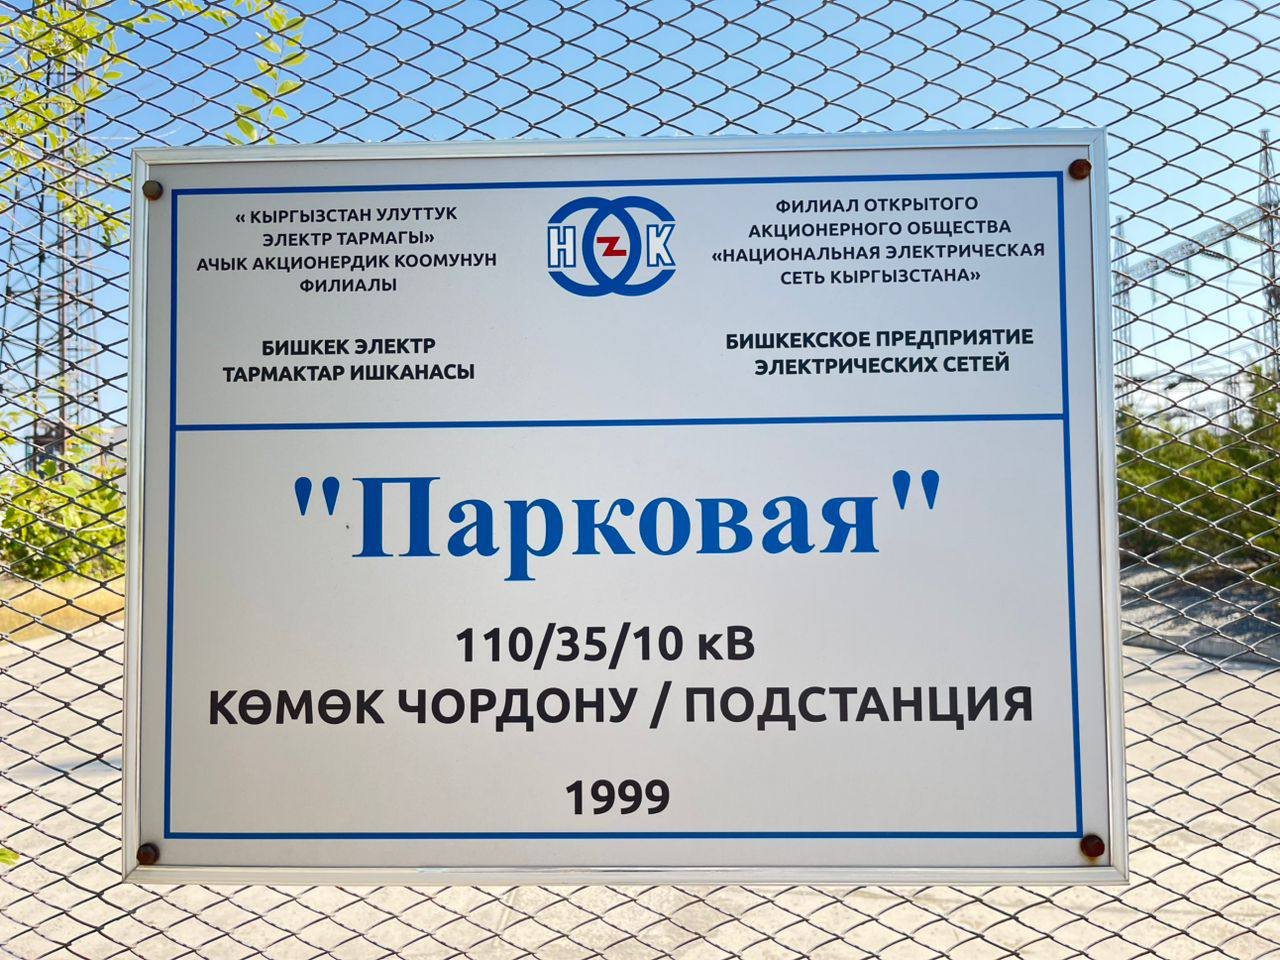 « КЫРГЫЗСТАН УЛУТТУК
ЭЛЕКТР ТАРМАГЫ»
АЧЫК АКЦИОНЕРДИК КООМУНУН
ФИЛИАЛЫ
БИШКЕК ЭЛЕКТР
ТАРМАКТАР ИШКАНАСЫ
НZК
ФИЛИАЛ ОТКРЫТОГО
АКЦИОНЕРНОГО ОБЩЕСТВА
«НАЦИОНАЛЬНАЯ ЭЛЕКТРИЧЕСКАЯ
СЕТЬ КЫРГЫЗСТАНА»
БИШКЕКСКОЕ ПРЕДПРИЯТИЕ
ЭЛЕКТРИЧЕСКИХ СЕТЕЙ
"Парковая"
110/35/10 кВ
КӨМӨК ЧОРДОНУ / ПОДСТАНЦИЯ
1999